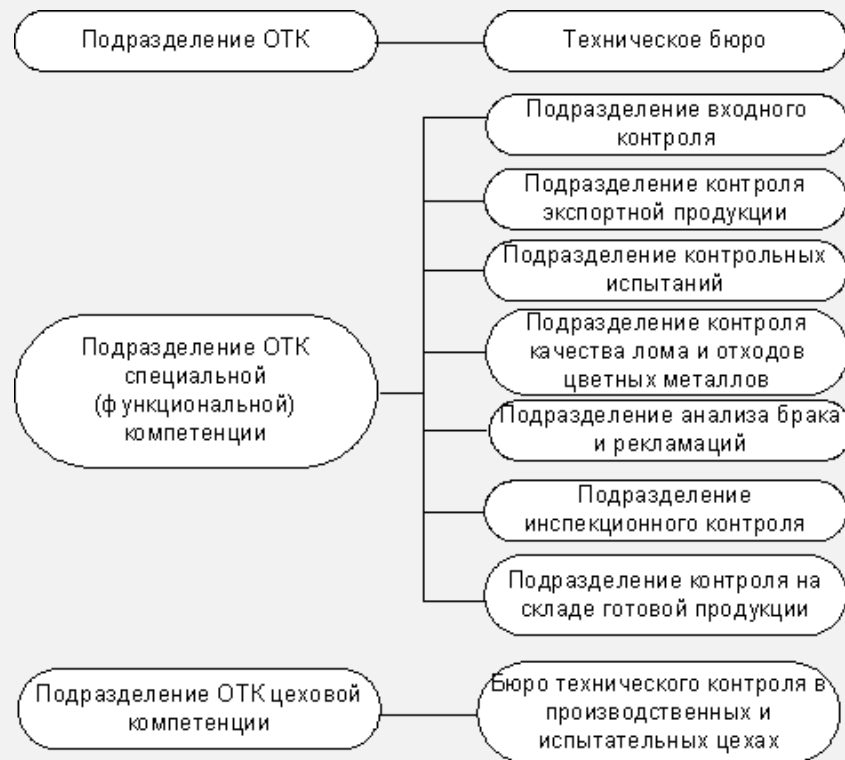 Подразделение ОТК
Техническое бюро
Подразделение входного
контроля
Подразделение контроля
экспортной продукции
Подразделение контрольных
испытаний
Подразделение ОТК
специальной
(функциональной)
компетенции
Подразделение контроля
качества лома и отходов
цветных металлов
Подразделение анализа брака
и рекламаций
Подразделение
инспекционного контроля
Подразделение контроля на
складе готовой продукции
Подразделение ОТК цеховой
компетенции
Бюро технического контроля в
производственных и
испытательных цехах